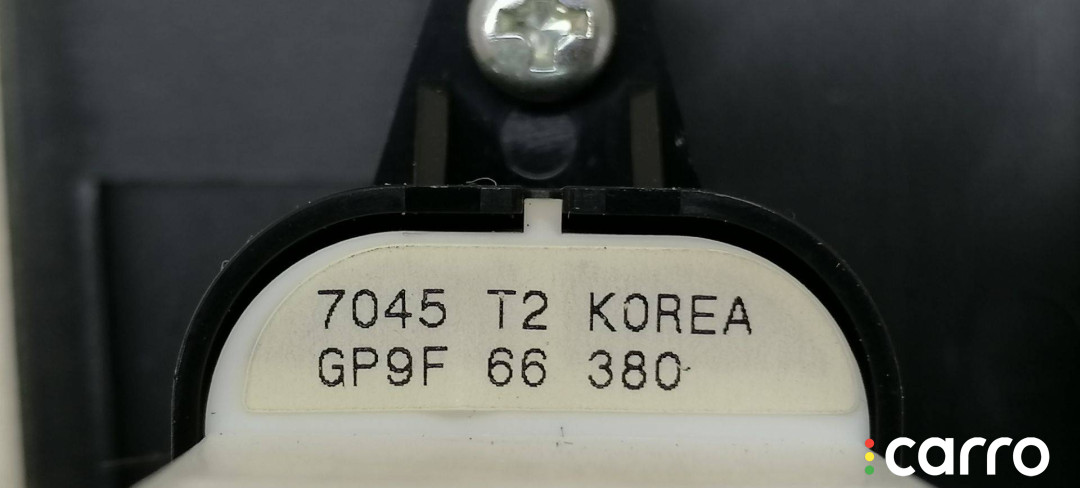 7045 T2 KOREA
GP9F 66 380
carro